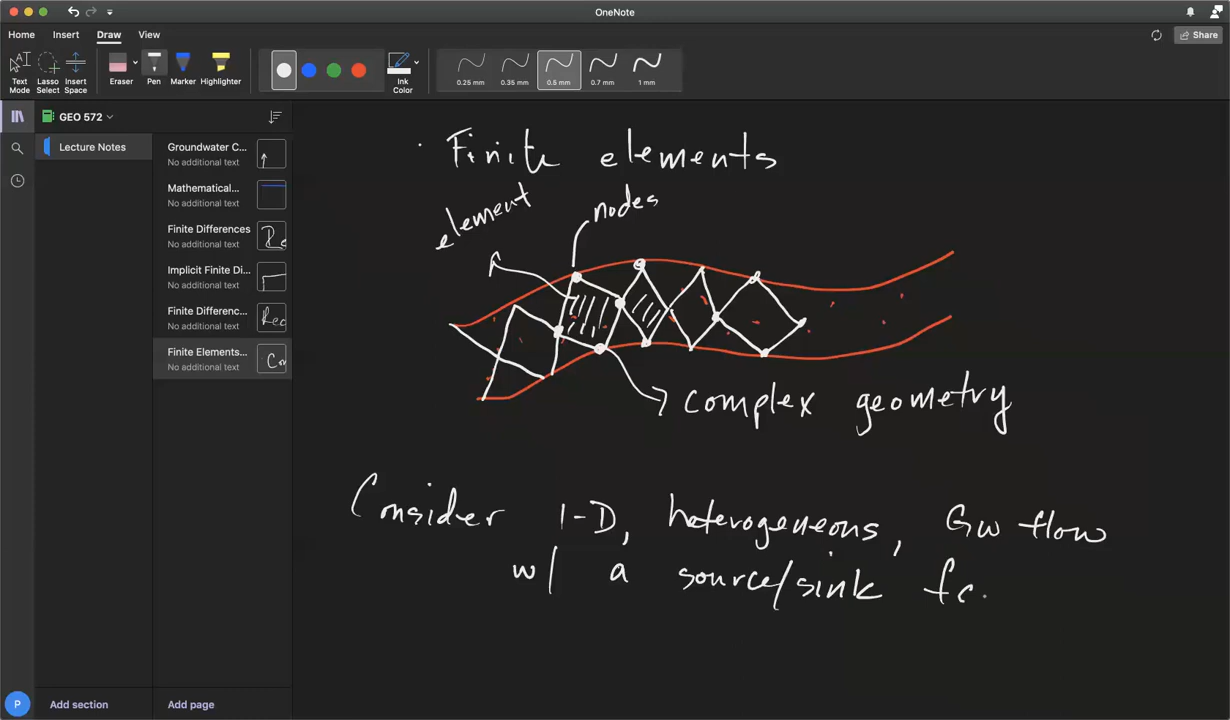 OneNote
Home Insert Draw View
Share
Text Mode
Lasso Select
Insert Space
Eraser
Pen
Marker
Highlighter
Ink Color
0.25 mm
0.35 mm
0.5 mm
0.7 mm
1 mm
GEO 572
Lecture Notes
Groundwater C...
No additional text
Mathematical...
No additional text
Finite Differences
No additional text
Implicit Finite Di...
No additional text
Finite Differenc...
No additional text
Finite Elements...
No additional text
P
Add section
Add page
Finite elements
element
nodes
complex geometry
Consider 1-D, heterogeneous, GW flow
w/ a source/sink